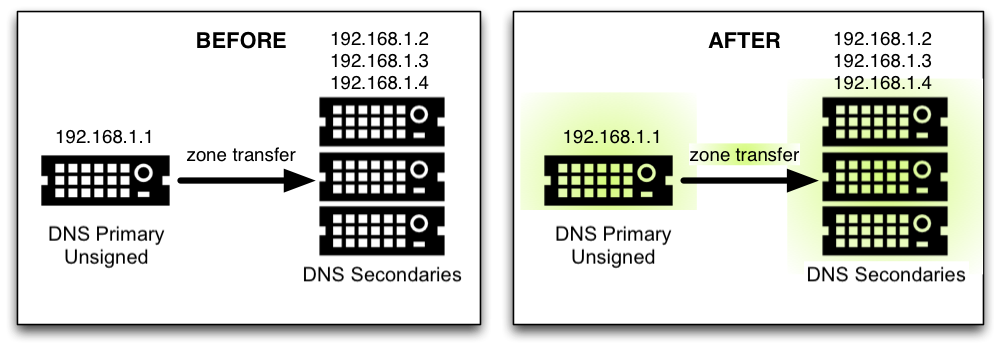 BEFORE
192.168.1.2
192.168.1.3
192.168.1.4
192.168.1.1
zone transfer
DNS Primary
Unsigned
DNS Secondaries
AFTER
192.168.1.2
192.168.1.3
192.168.1.4
192.168.1.1
zone transfer
DNS Primary
Unsigned
DNS Secondaries